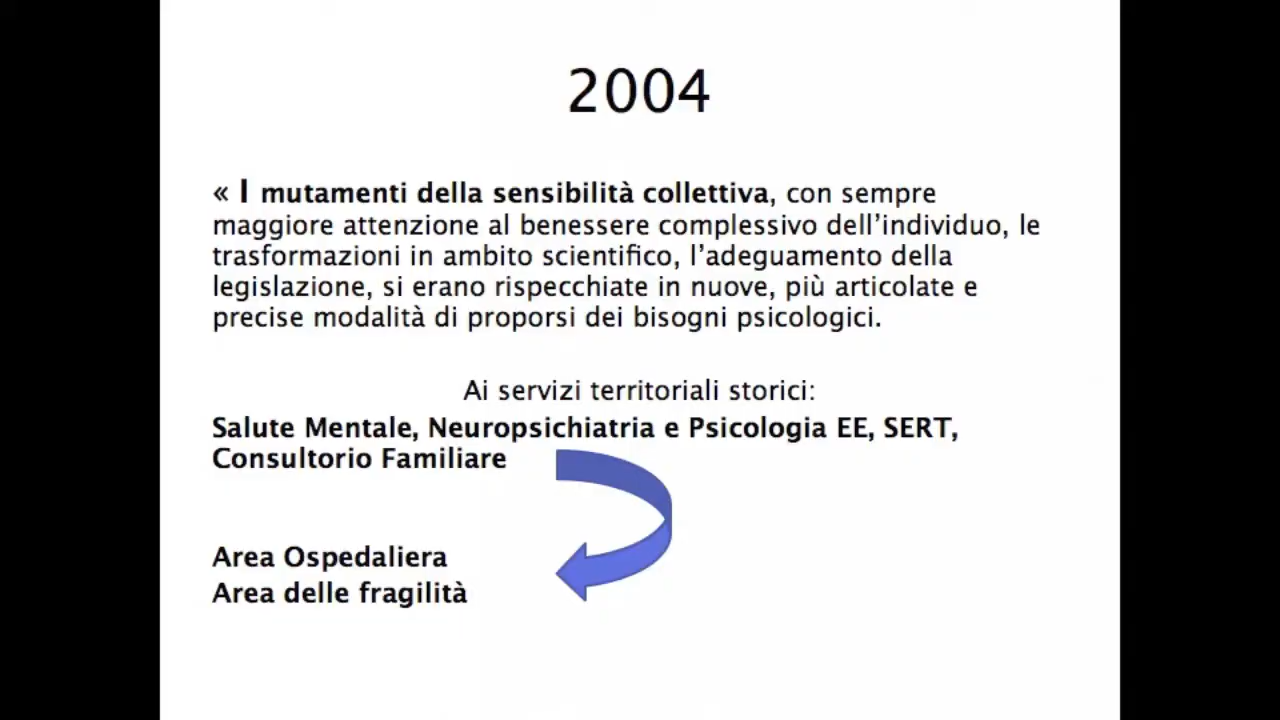 2004
« I mutamenti della sensibilità collettiva, con sempre
maggiore attenzione al benessere complessivo dell’individuo, le
trasformazioni in ambito scientifico, l’adeguamento della
legislazione, si erano rispecchiate in nuove, più articolate e
precise modalità di proporsi dei bisogni psicologici.
Ai servizi territoriali storici:
Salute Mentale, Neuropsichiatria e Psicologia EE, SERT,
Consultorio Familiare
Area Ospedaliera
Area delle fragilità